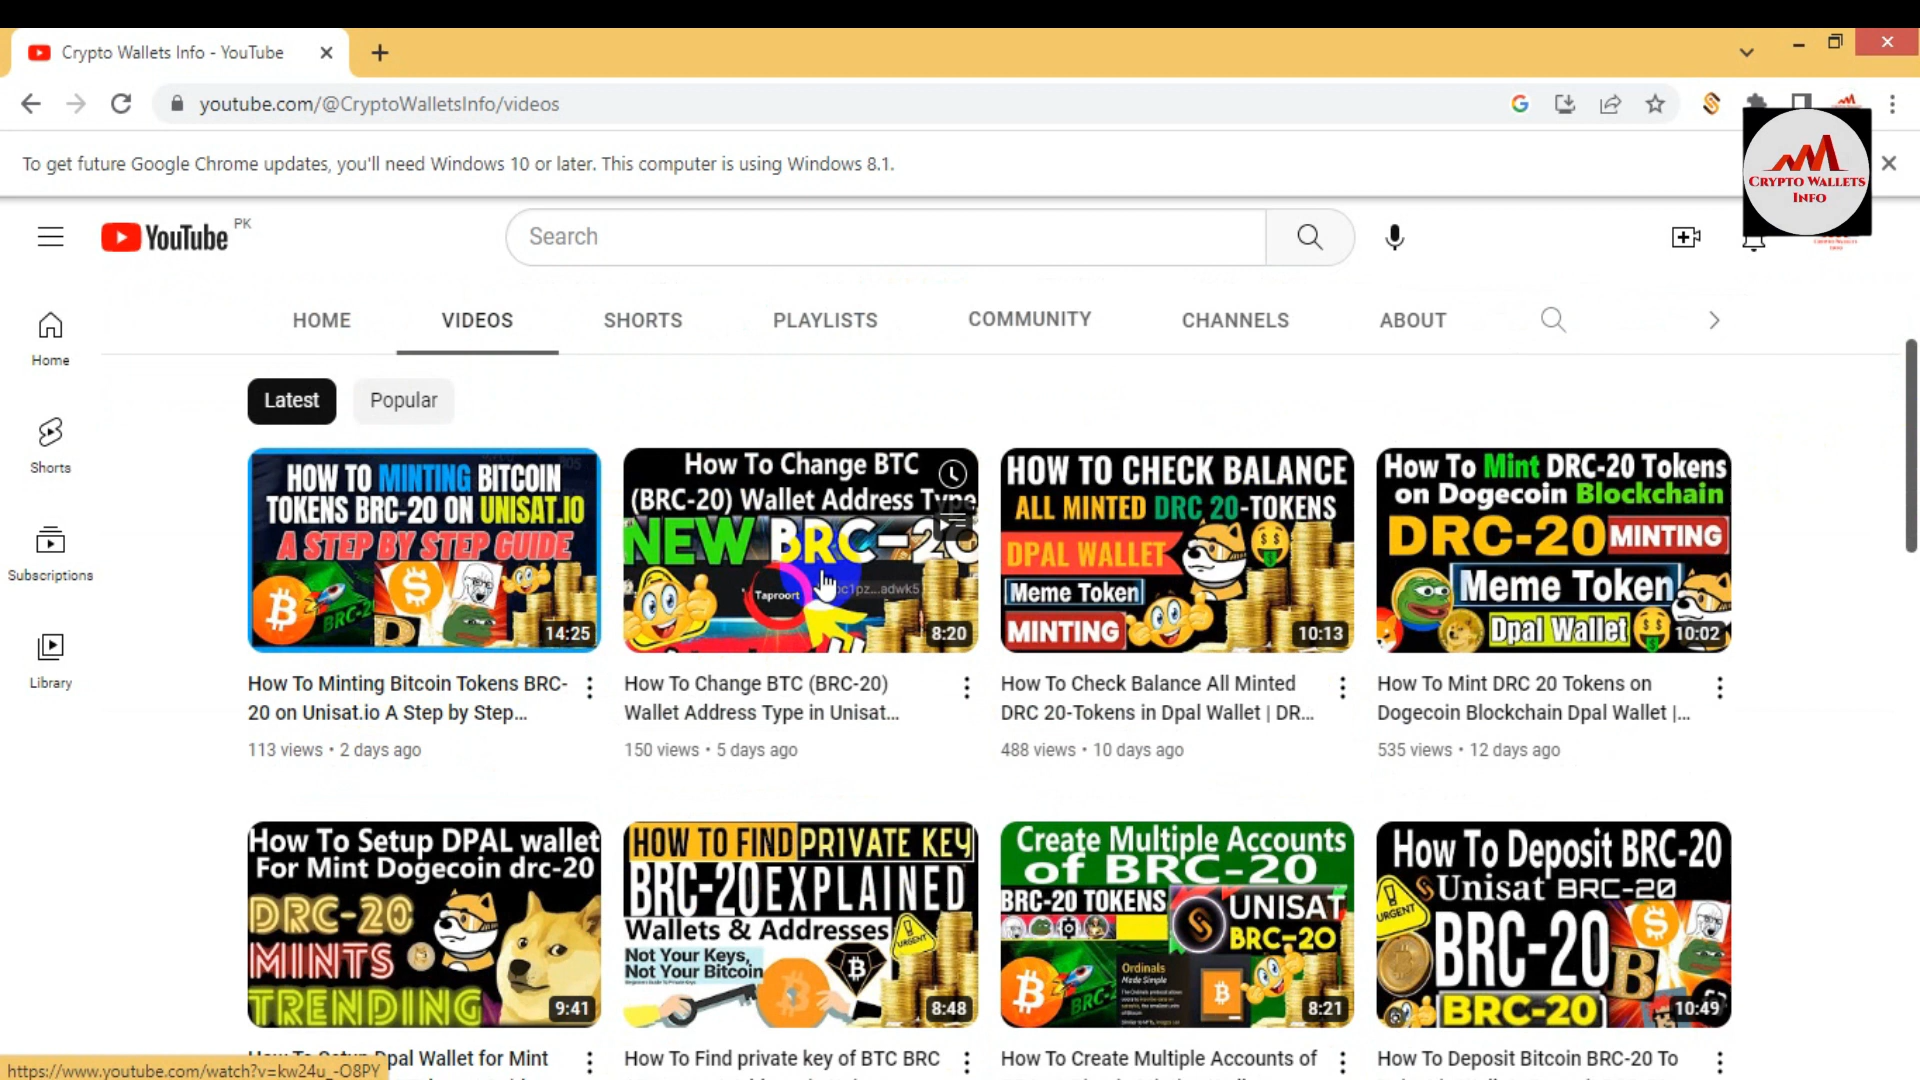 Crypto Wallets Info - YouTube
youtube.com/@CryptoWalletsInfo/videos
To get future Google Chrome updates, you'll need Windows 10 or later. This computer is using Windows 8.1.
CRYPTO WALLETS
INFO
YouTube PK
Search
HOME
VIDEOS
SHORTS
PLAYLISTS
COMMUNITY
CHANNELS
ABOUT
Home
Shorts
Subscriptions
Library
Latest
Popular
HOW TO MINTING BITCOIN
TOKENS BRC-20 ON UNISAT.IO
A STEP BY STEP GUIDE
14:25
How To Change BTC
(BRC-20) Wallet Address Type
NEW BRC-20
Taproort
bc1pz...adwk5
8:20
HOW TO CHECK BALANCE
ALL MINTED DRC 20-TOKENS
DPAL WALLET
Meme Token
MINTING
10:13
How To Mint DRC-20 Tokens
on Dogecoin Blockchain
DRC-20 MINTING
Meme Token
Dpal Wallet
10:02
How To Minting Bitcoin Tokens BRC-
20 on Unisat.io A Step by Step...
113 views • 2 days ago
How To Change BTC (BRC-20)
Wallet Address Type in Unisat...
150 views • 5 days ago
How To Check Balance All Minted
DRC 20-Tokens in Dpal Wallet | DR...
488 views • 10 days ago
How To Mint DRC 20 Tokens on
Dogecoin Blockchain Dpal Wallet |...
535 views • 12 days ago
How To Setup DPAL wallet
For Mint Dogecoin drc-20
DRC-20
MINTS
TRENDING
9:41
HOW TO FIND PRIVATE KEY
BRC-20 EXPLAINED
Wallets & Addresses
URGENT
Not Your Keys,
Not Your Bitcoin
8:48
Create Multiple Accounts
of BRC-20
BRC-20 TOKENS
UNISAT
BRC-20
Ordinals
Made Simple
8:21
How To Deposit BRC-20
Unisat BRC-20
URGENT
BRC-20
BRC-20
10:49
How To Find private key of BTC BRC
How To Create Multiple Accounts of
How To Deposit Bitcoin BRC-20 To
https://www.youtube.com/watch?v=kw24u_-O8PY